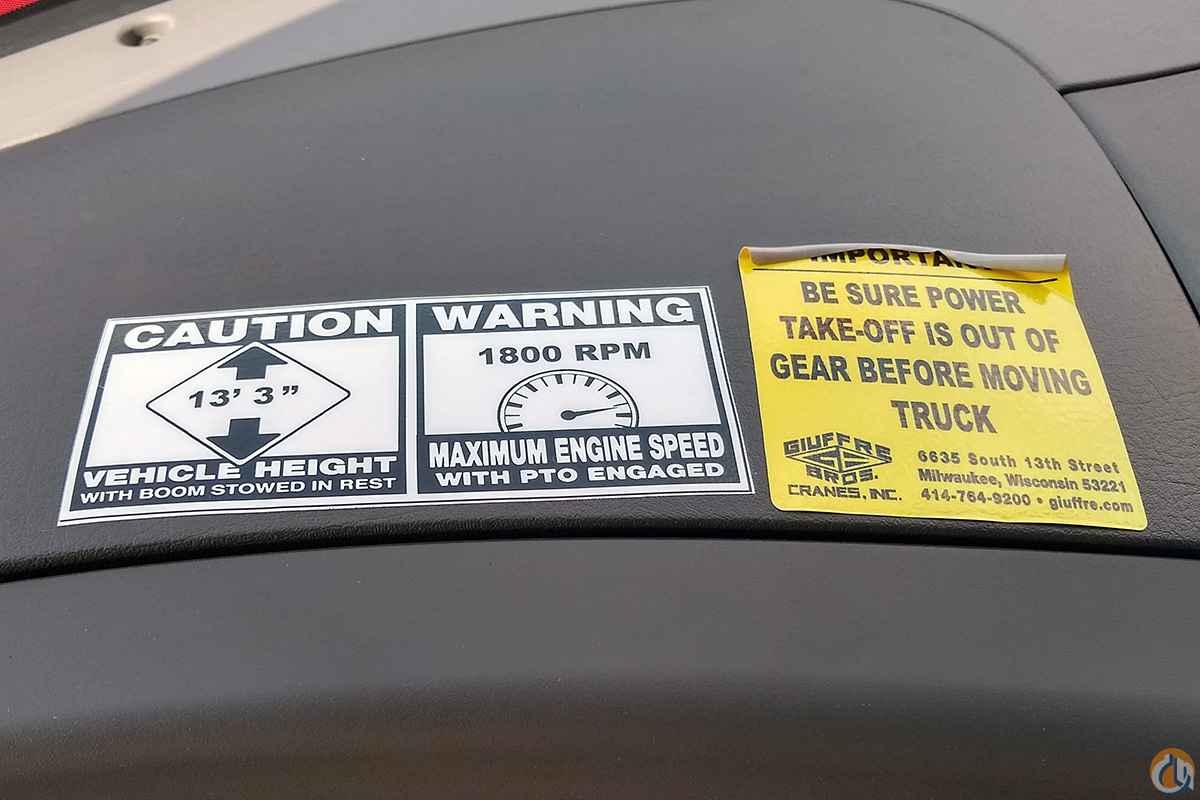 CAUTION
13' 3"
VEHICLE HEIGHT
WITH BOOM STOWED IN REST
WARNING
1800 RPM
MAXIMUM ENGINE SPEED
WITH PTO ENGAGED
BE SURE POWER
TAKE-OFF IS OUT OF
GEAR BEFORE MOVING
TRUCK
GIUFFRE
BROS.
CRANES, INC.
6635 South 13th Street
Milwaukee, Wisconsin 53221
414-764-9200 • giuffre.com